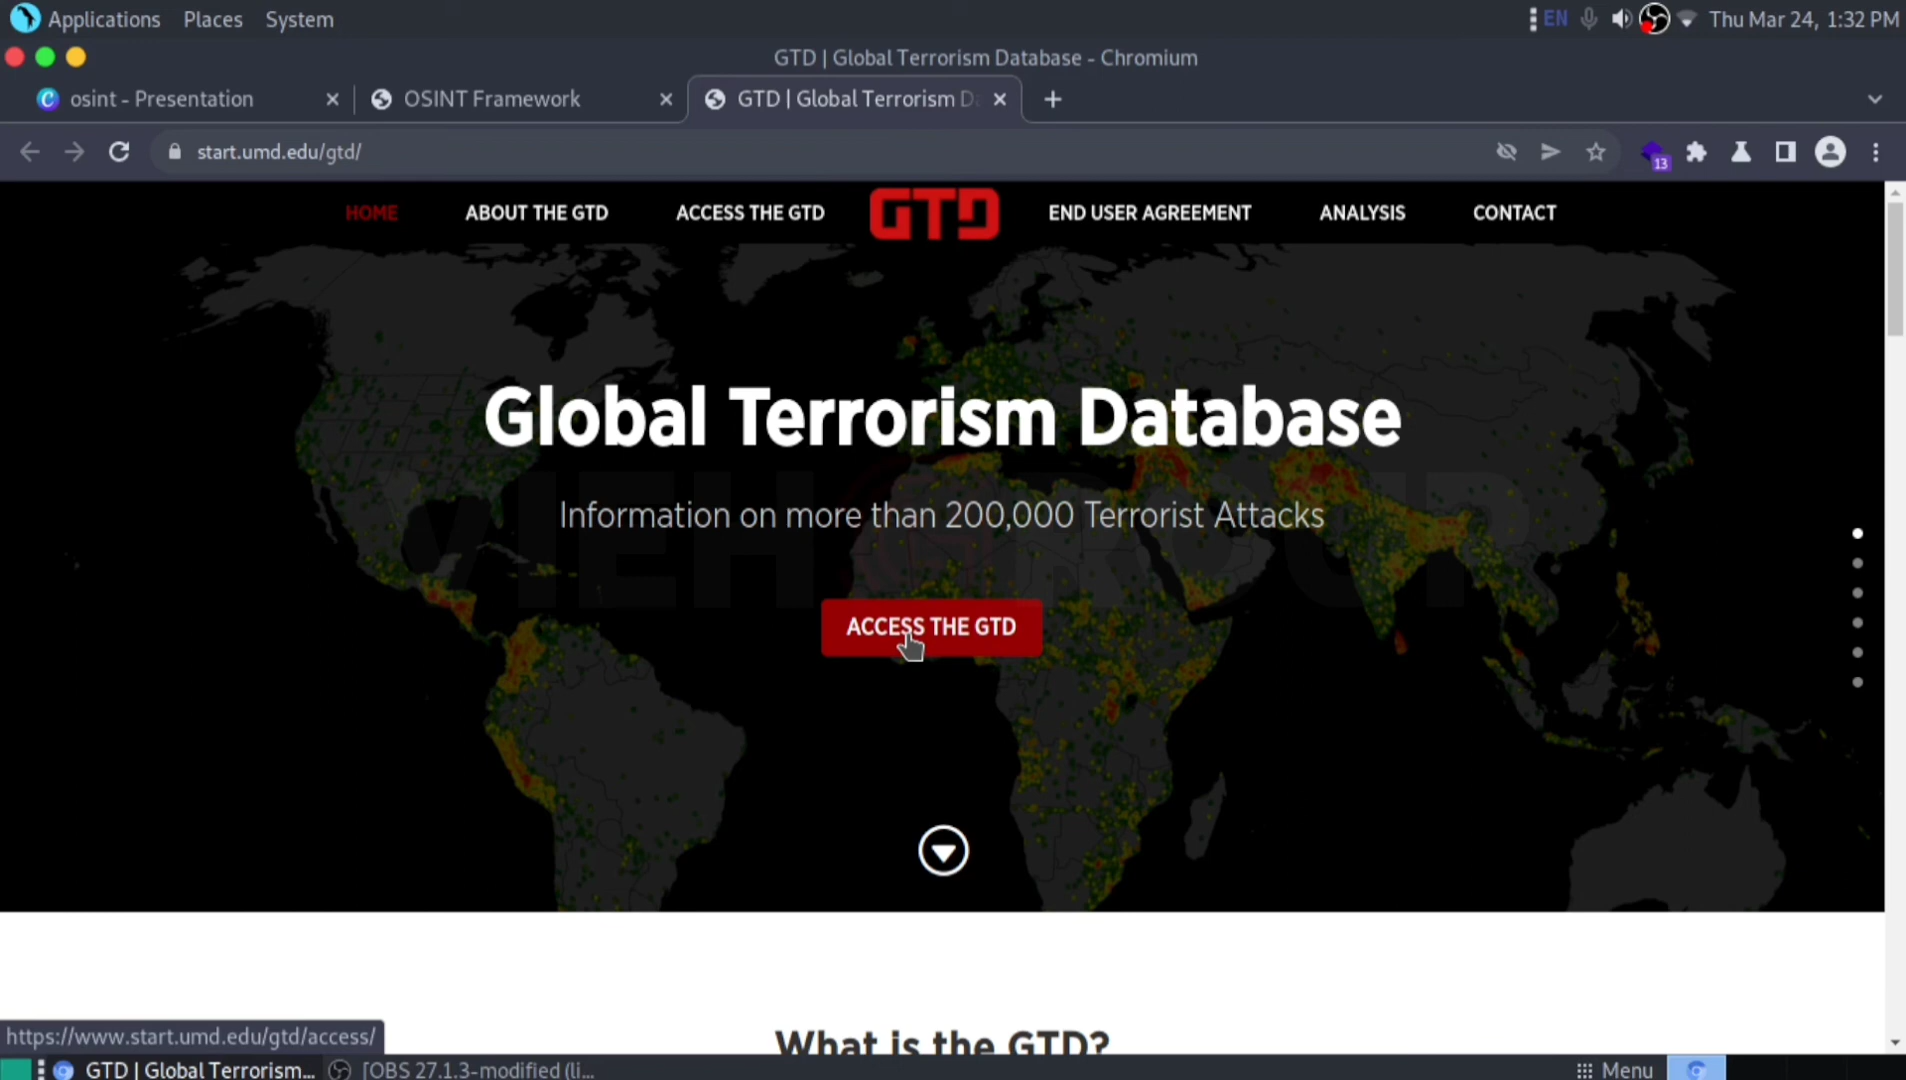 Applications Places System
EN Thu Mar 24, 1:32 PM
GTD | Global Terrorism Database - Chromium
osint - Presentation
OSINT Framework
GTD | Global Terrorism D
start.umd.edu/gtd/
13
HOME
ABOUT THE GTD
ACCESS THE GTD
GTD
END USER AGREEMENT
ANALYSIS
CONTACT
Global Terrorism Database
Information on more than 200,000 Terrorist Attacks
VIEH GROUP
ACCESS THE GTD
What is the GTD?
https://www.start.umd.edu/gtd/access/
GTD | Global Terrorism...
[OBS 27.1.3-modified (li...
Menu